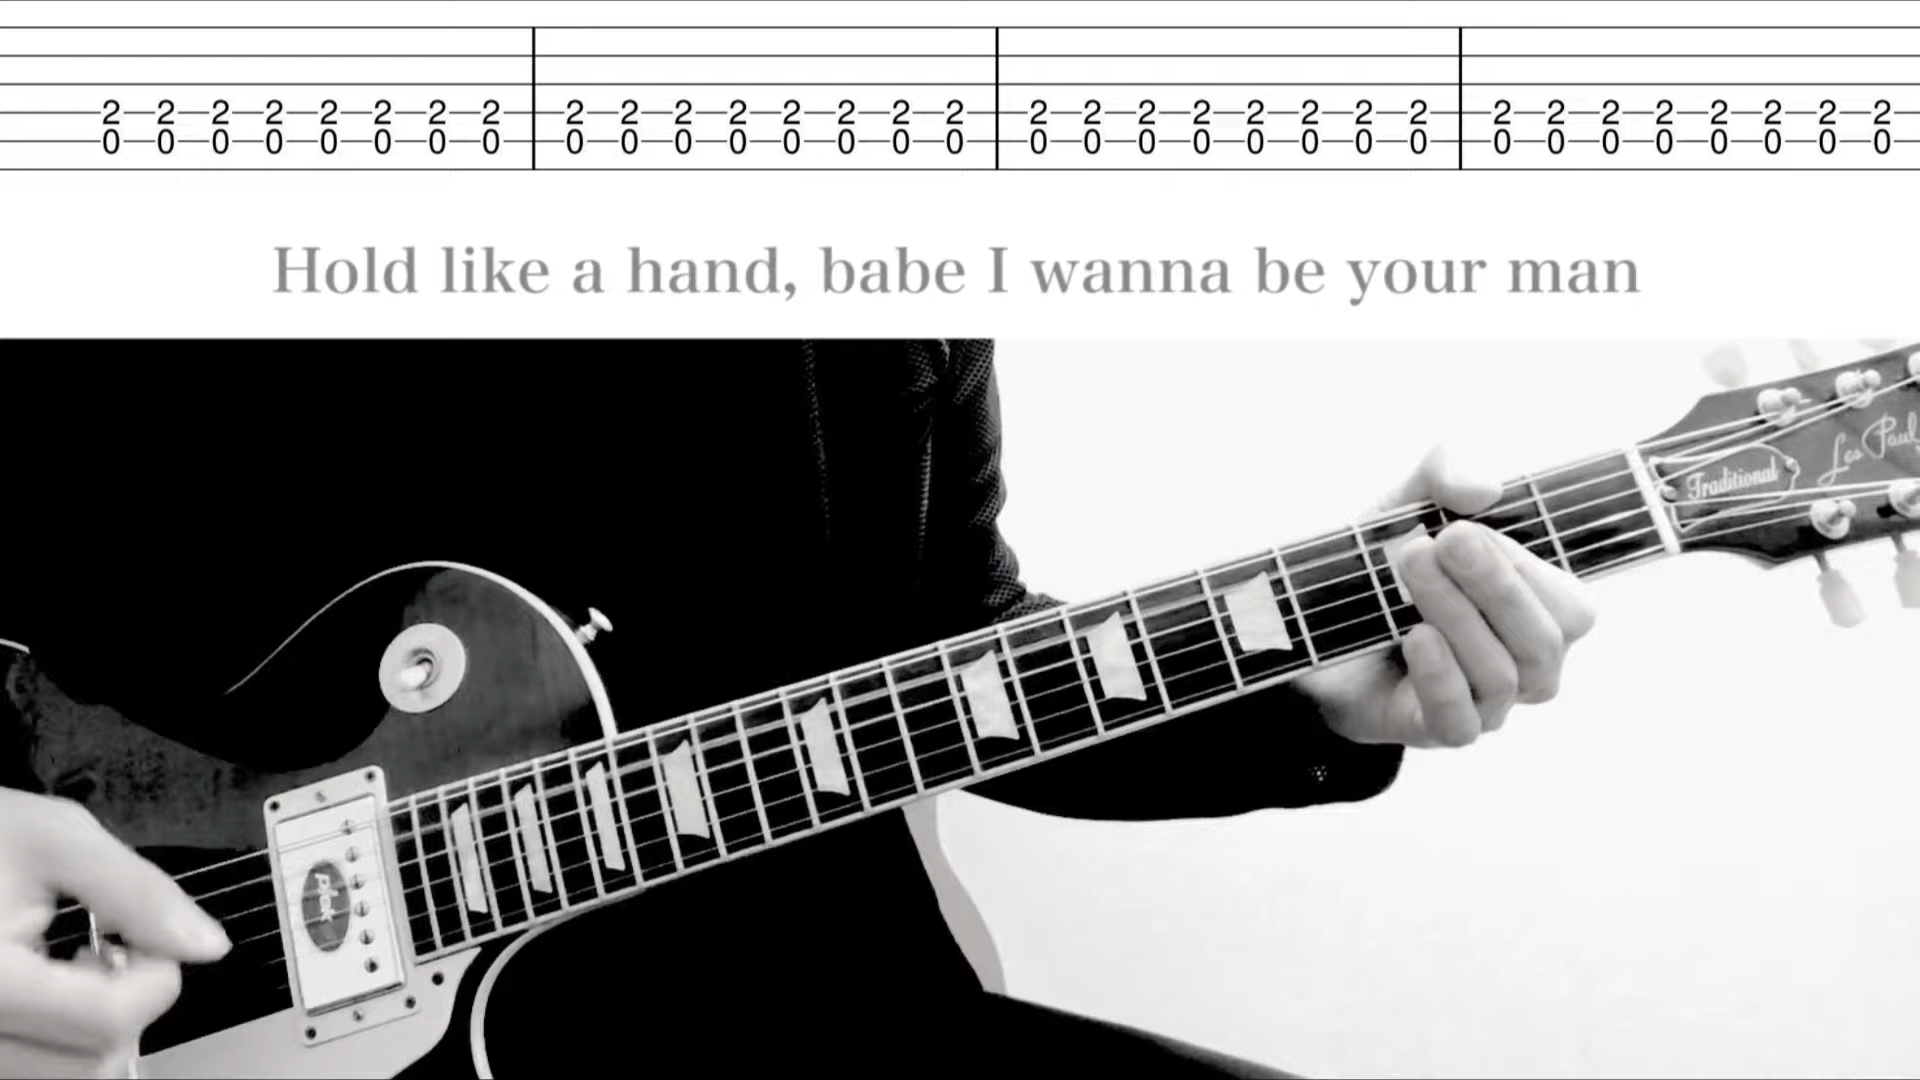 2 2 2 2 2 2 2 2 2 2 2 2 2 2 2 2 2 2 2 2 2 2 2 2 2 2 2 2 2 2 2 2
0 0 0 0 0 0 0 0 0 0 0 0 0 0 0 0 0 0 0 0 0 0 0 0 0 0 0 0 0 0 0 0
Hold like a hand, babe I wanna be your man
Les Paul
Traditional
plek